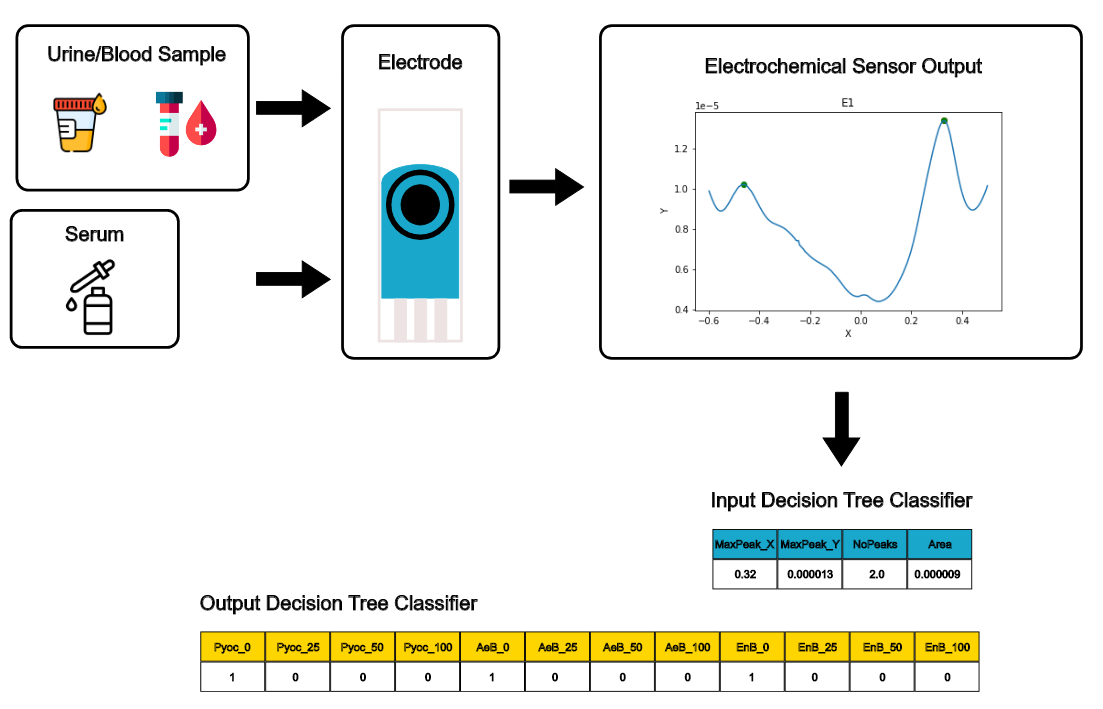 Urine/Blood Sample
Serum
Electrode
Electrochemical Sensor Output
1e−5
E1
1.2
1.0
0.8
0.6
0.4
Y
−0.6
−0.4
−0.2
0.0
0.2
0.4
X
Input Decision Tree Classifier
MaxPeak_X MaxPeak_Y NoPeaks Area
0.32 0.000013 2.0 0.000009
Output Decision Tree Classifier
Pyoc_0 Pyoc_25 Pyoc_50 Pyoc_100 AeB_0 AeB_25 AeB_50 AeB_100 EnB_0 EnB_25 EnB_50 EnB_100
1 0 0 0 1 0 0 0 1 0 0 0